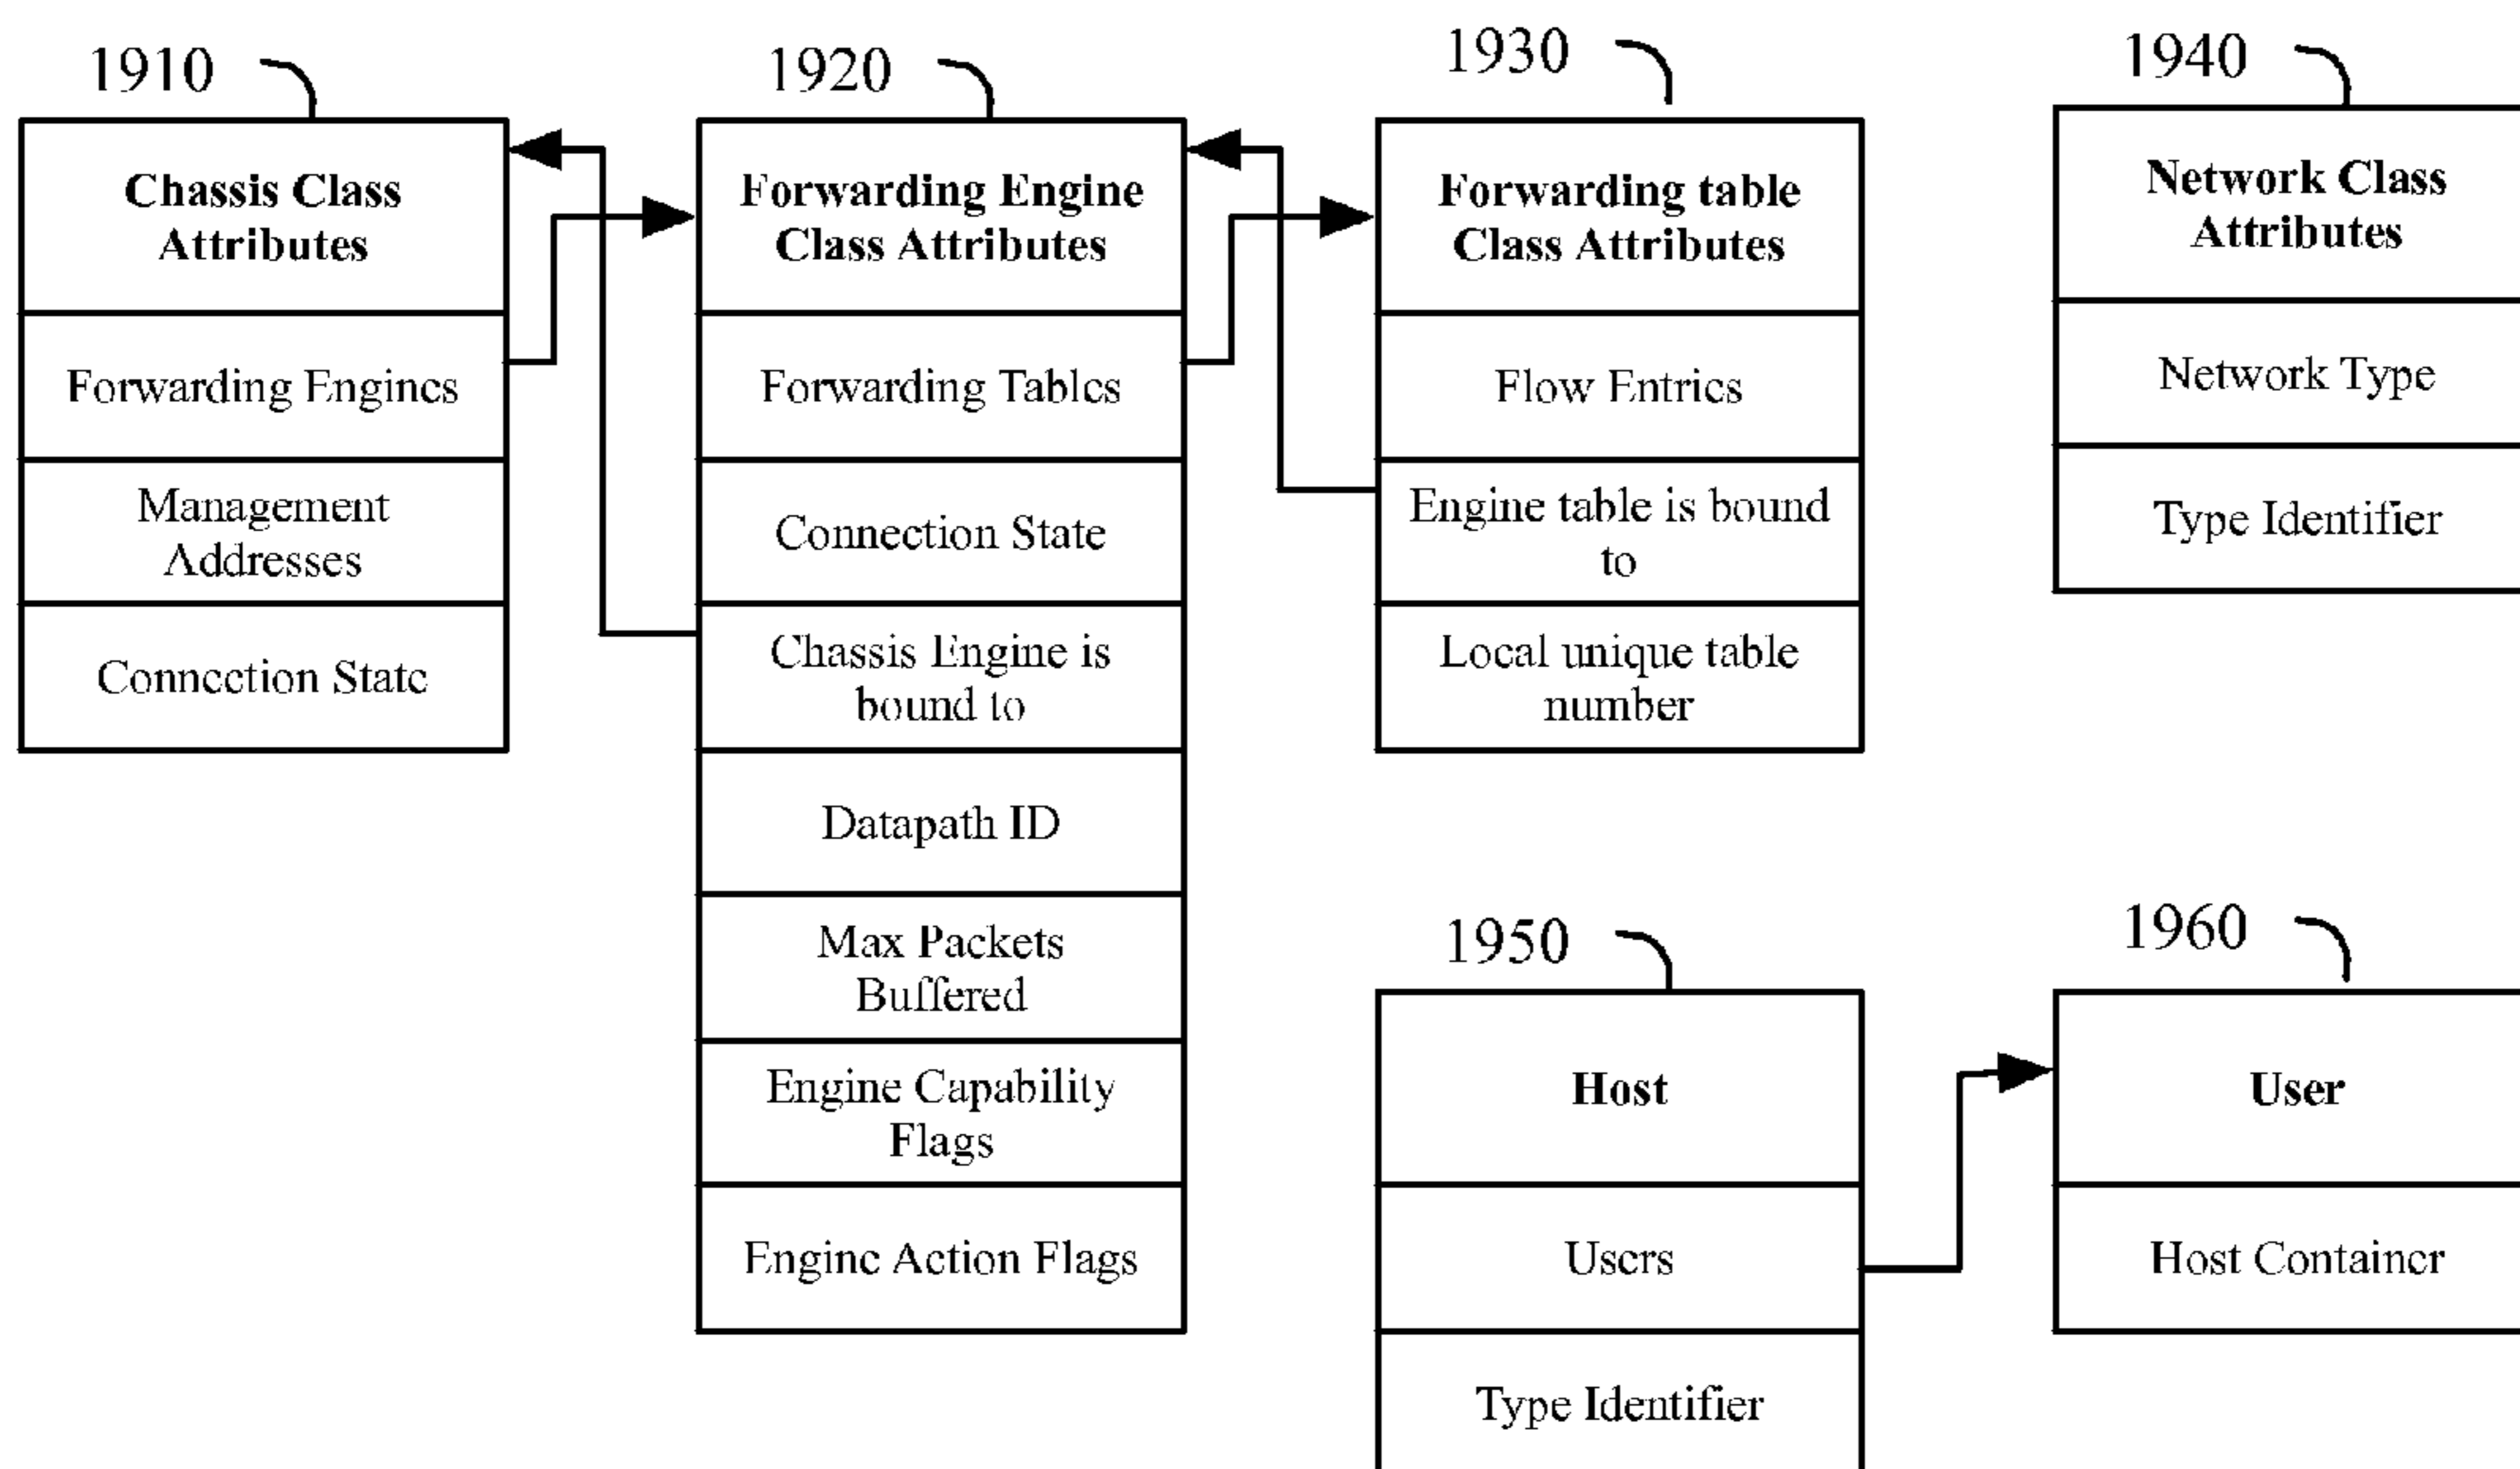 1910
Chassis Class
Attributes
Forwarding Engines
Management
Addresses
Connection State
1920
Forwarding Engine
Class Attributes
Forwarding Tables
Connection State
Chassis Engine is
bound to
Datapath ID
Max Packets
Buffered
Engine Capability
Flags
Engine Action Flags
1930
Forwarding table
Class Attributes
Flow Entries
Engine table is bound
to
Local unique table
number
1940
Network Class
Attributes
Network Type
Type Identifier
1950
Host
Users
Type Identifier
1960
User
Host Container